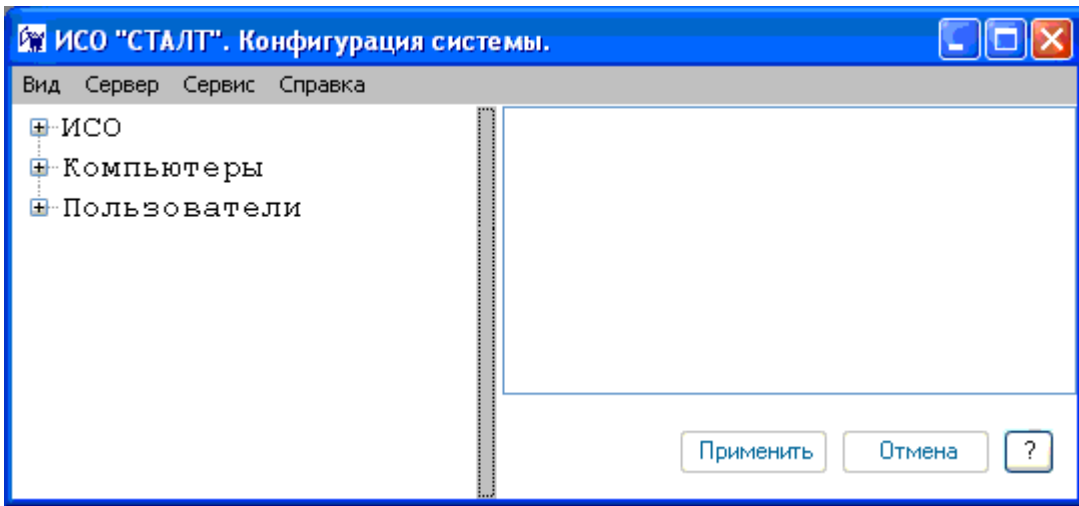 ИСО "СТАЛТ". Конфигурация системы.
Вид Сервер Сервис Справка
ИСО
Компьютеры
Пользователи
Применить Отмена ?